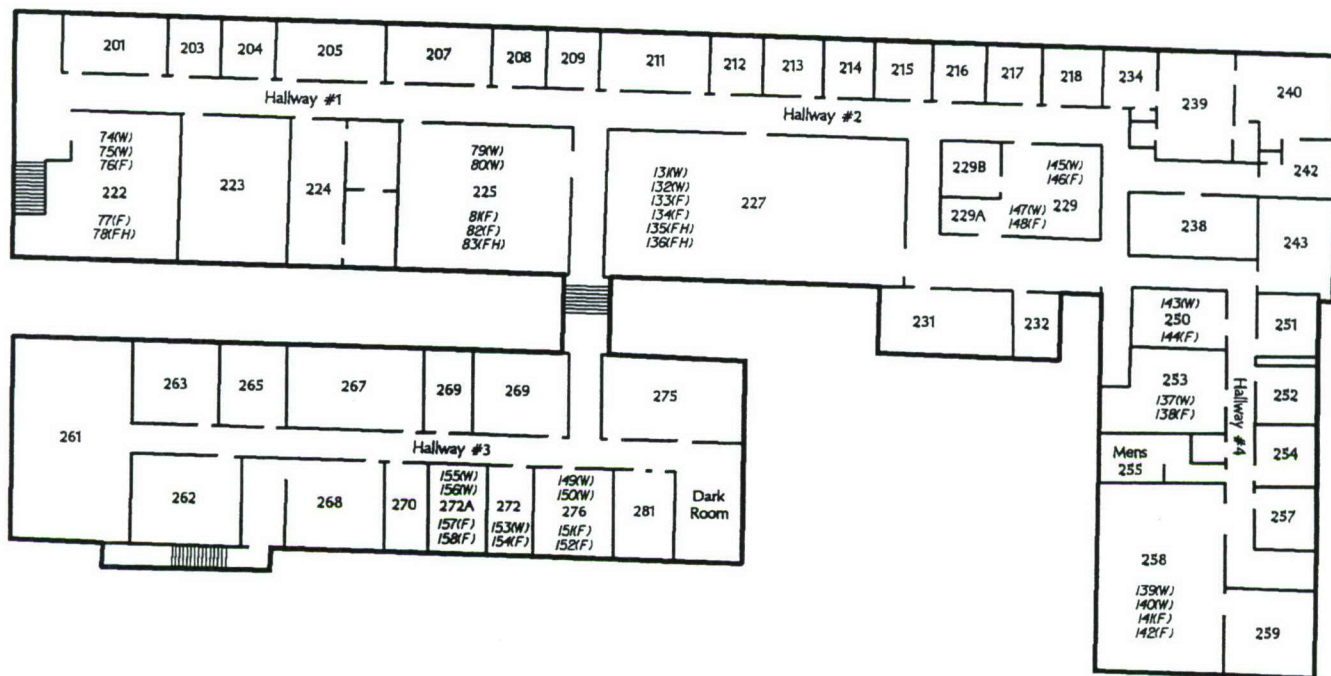 201
203
204
205
207
208
209
211
212
213
214
215
216
217
218
234
239
240
Hallway #1
Hallway #2
74(W)
75(W)
76(F)
222
77(F)
78(FH)
223
224
79(W)
80(W)
225
81(F)
82(F)
83(FH)
131(W)
132(W)
133(F)
134(F)
135(FH)
136(FH)
227
229B
229A
145(W)
146(F)
147(W) 229
148(F)
238
242
243
231
232
143(W)
250
144(F)
251
253
137(W)
138(F)
252
Hallway #4
Mens
255
254
257
258
139(W)
140(W)
141(F)
142(F)
259
261
263
265
267
269
269
275
Hallway #3
262
268
270
155(W)
156(W)
272A
157(F)
158(F)
272
153(W)
154(F)
149(W)
150(W)
276
151(F)
152(F)
281
Dark
Room